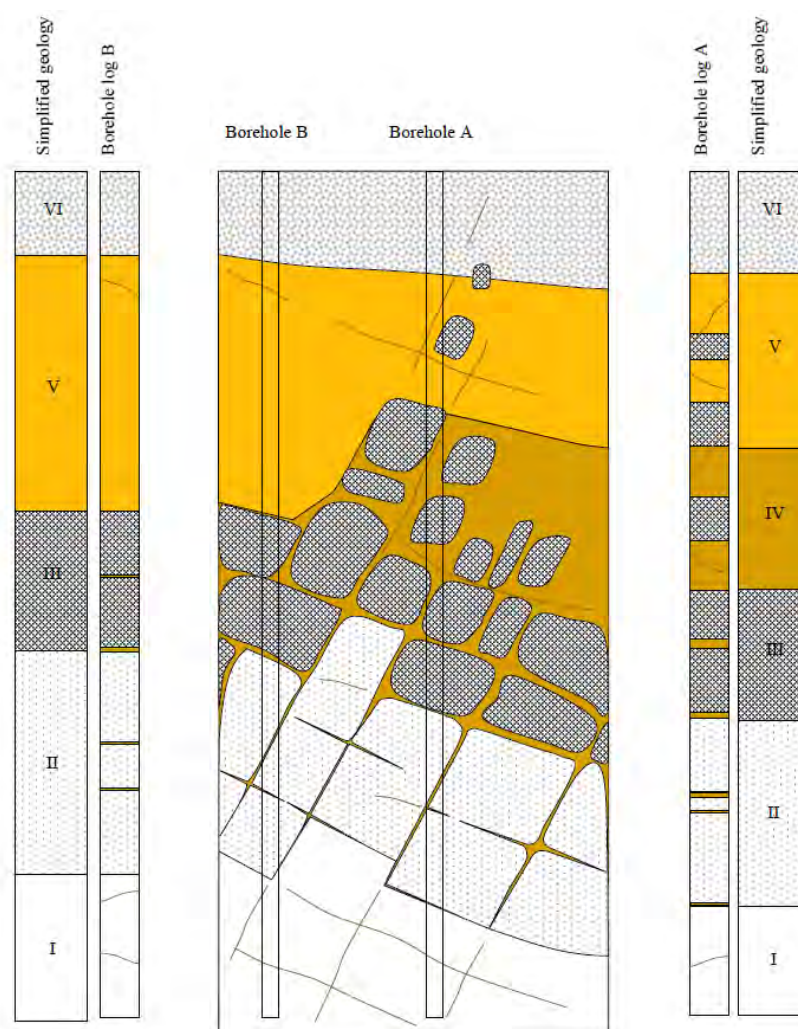 Simplified geology
Borehole log B
Borehole B
Borehole A
Borehole log A
Simplified geology
VI
V
III
II
I
VI
V
IV
III
II
I